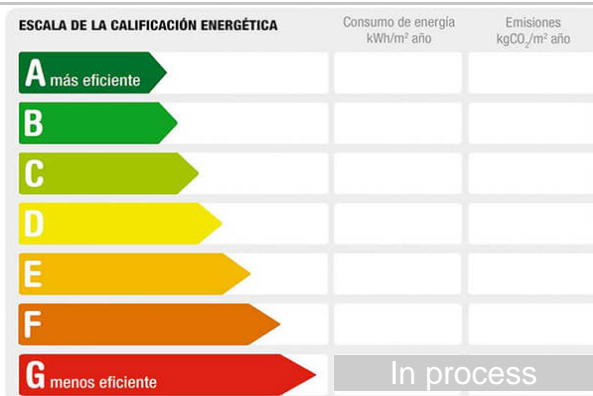 ESCALA DE LA CALIFICACIÓN ENERGÉTICA
Consumo de energía
kWh/m² año
Emisiones
kgCO₂/m² año
A más eficiente
B
C
D
E
F
G menos eficiente
In process